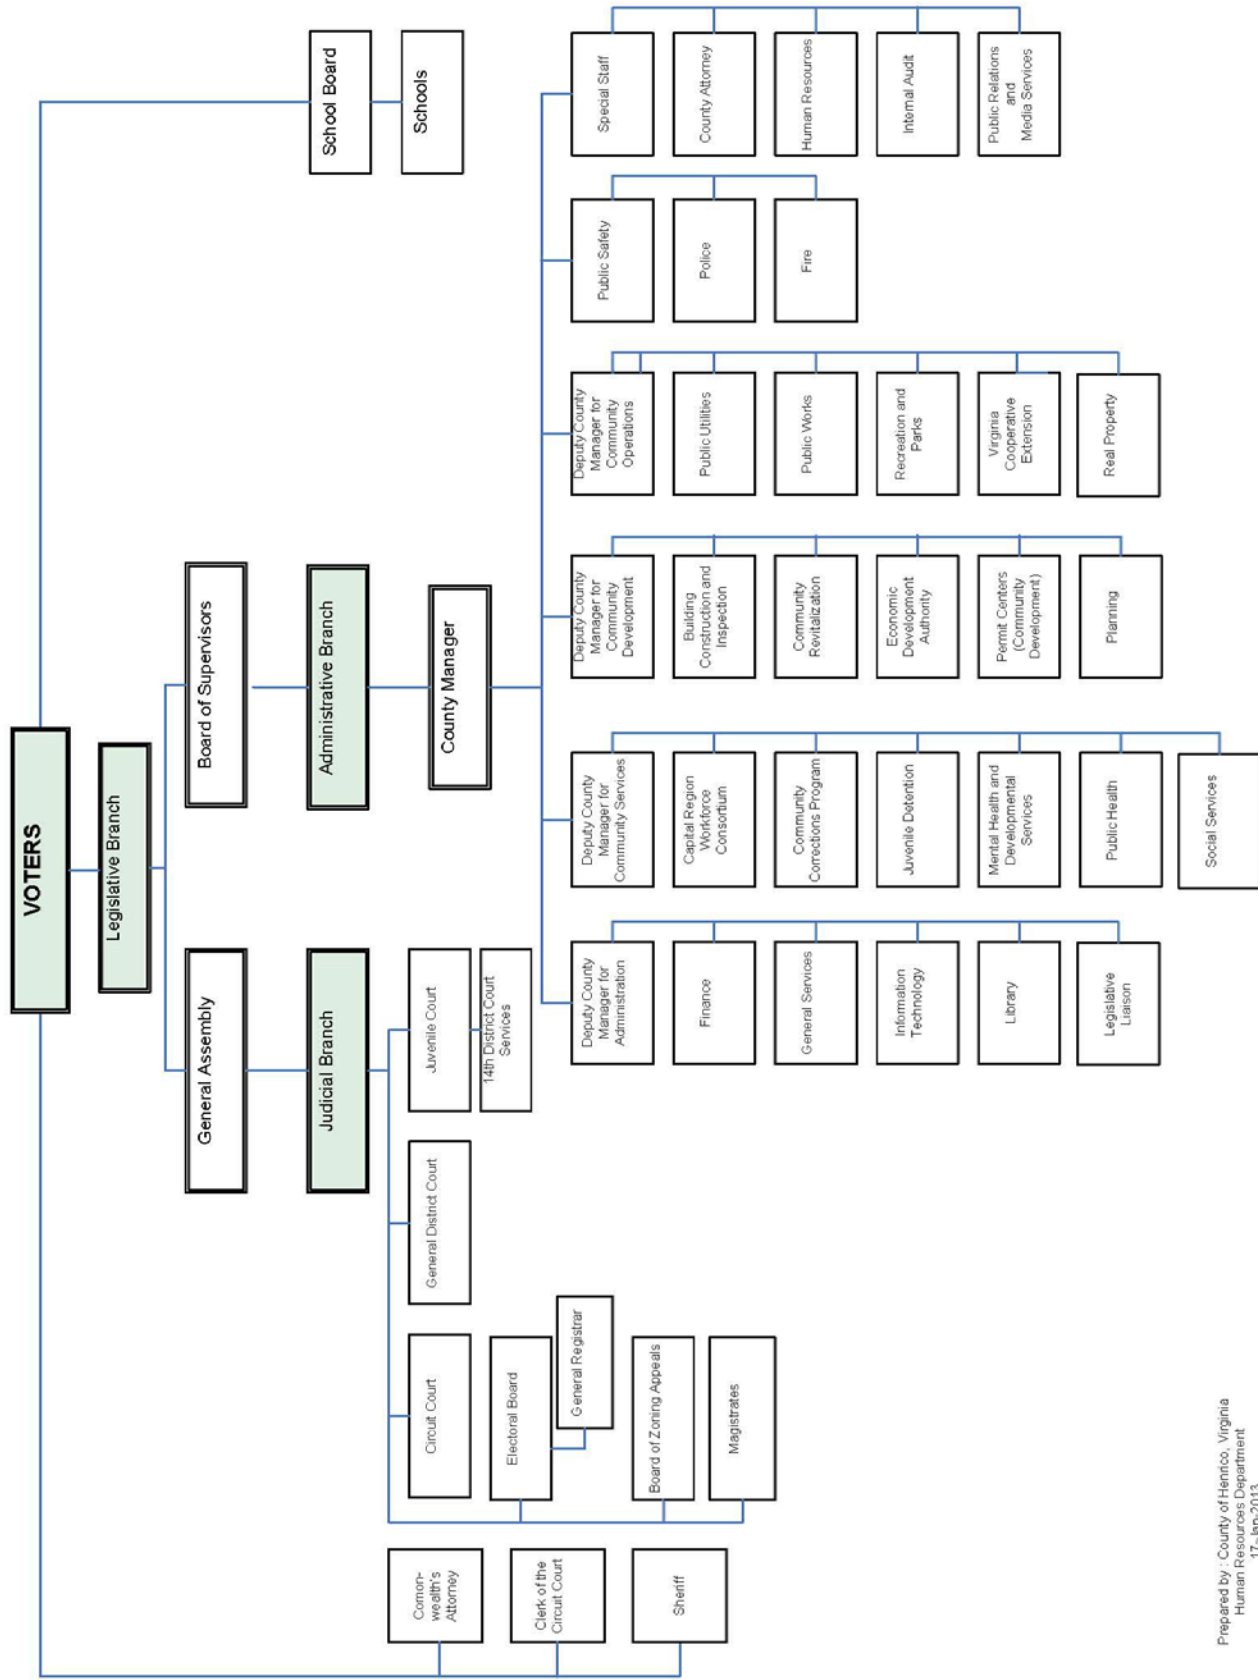 VOTERS
Legislative Branch
General Assembly
Board of Supervisors
School Board
Schools
Judicial Branch
Administrative Branch
County Manager
Comon-
wealth's
Attorney
Clerk of the
Circuit Court
Sheriff
Circuit Court
General District Court
Juvenile Court
14th District Court
Services
Electoral Board
General Registrar
Board of Zoning Appeals
Magistrates
Deputy County
Manager for
Administration
Finance
General Services
Information
Technology
Library
Legislative
Liaison
Deputy County
Manager for
Community Services
Capital Region
Workforce
Consortium
Community
Corrections Program
Juvenile Detention
Mental Health and
Developmental
Services
Public Health
Social Services
Deputy County
Manager for
Community
Development
Building
Construction and
Inspection
Community
Revitalization
Economic
Development
Authority
Permit Centers
(Community
Development)
Planning
Deputy County
Manager for
Community
Operations
Public Utilities
Public Works
Recreation and
Parks
Virginia
Cooperative
Extension
Real Property
Public Safety
Police
Fire
Special Staff
County Attorney
Human Resources
Internal Audit
Public Relations
and
Media Services
Prepared by : County of Henrico, Virginia
Human Resources Department
17-Jan-2013